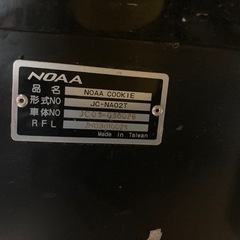 NOAA
品名 NOAA COOKIE
形式NO JC-NA02T
車体NO
RFL
Made in Taiwan